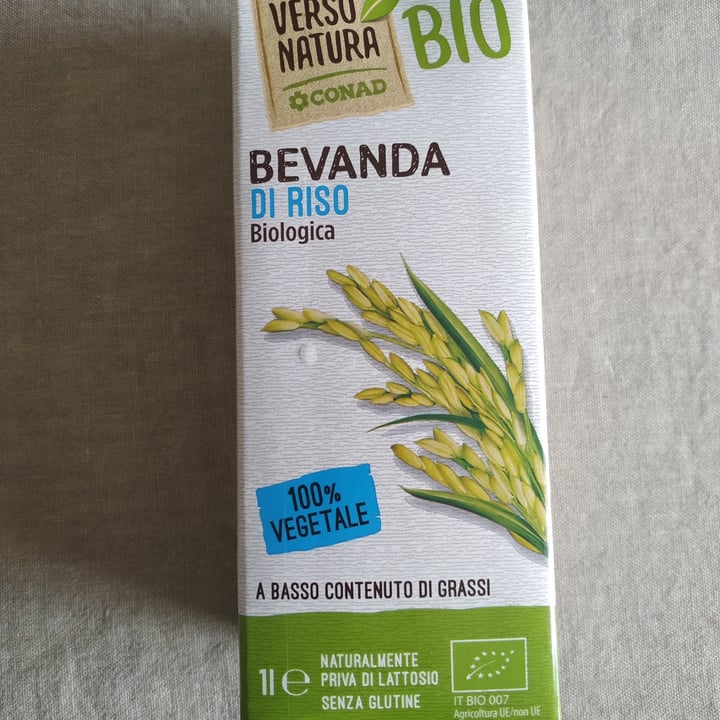 VERSO
NATURA
CONAD
BIO
BEVANDA
DI RISO
Biologica
100%
VEGETALE
A BASSO CONTENUTO DI GRASSI
1l e
NATURALMENTE
PRIVA DI LATTOSIO
SENZA GLUTINE
IT BIO 007
Agricoltura UE/non UE